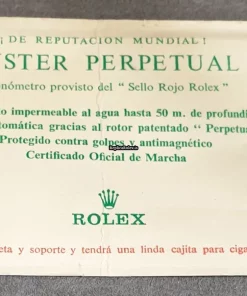 ¡DE REPUTACION MUNDIAL!
YSTER PERPETUAL
onómetro provisto del " Sello Rojo Rolex "
o impermeable al agua hasta 50 m. de profundi
tomática gracias al rotor patentado " Perpetu
Protegido contra golpes y antimagnético
Certificado Oficial de Marcha
ROLEX
eta y soporte y tendrá una linda cajita para ciga